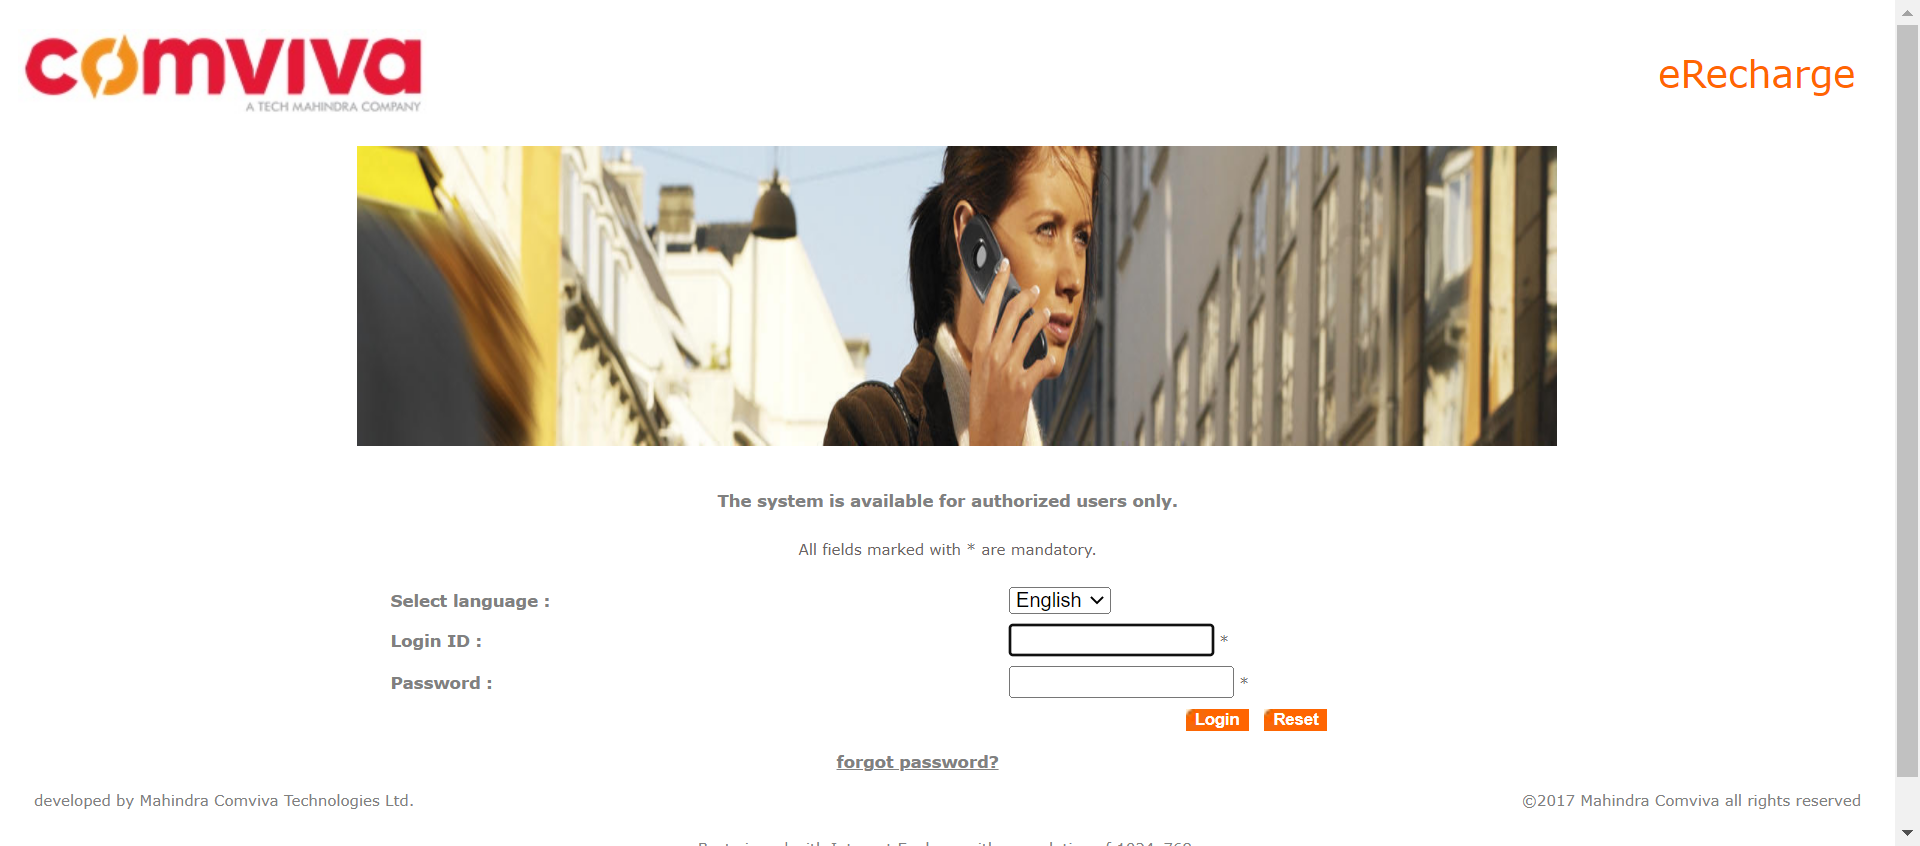 comviva
A TECH MAHINDRA COMPANY
eRecharge
The system is available for authorized users only.
All fields marked with * are mandatory.
Select language : English
Login ID : *
Password : *
Login Reset
forgot password?
developed by Mahindra Comviva Technologies Ltd. ©2017 Mahindra Comviva all rights reserved